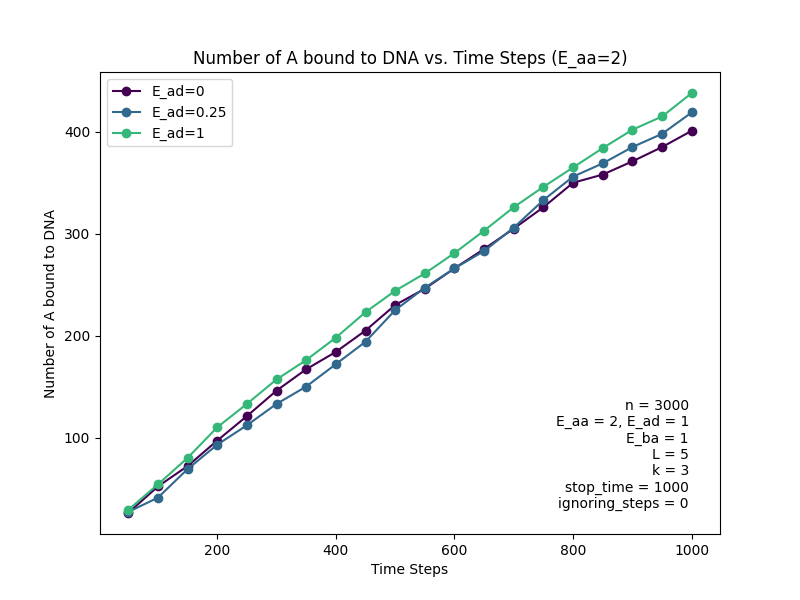 Number of A bound to DNA vs. Time Steps (E_aa=2)
E_ad=0
E_ad=0.25
E_ad=1
Number of A bound to DNA
400
300
200
100
n = 3000
E_aa = 2, E_ad = 1
E_ba = 1
L = 5
k = 3
stop_time = 1000
ignoring_steps = 0
200
400
600
800
1000
Time Steps